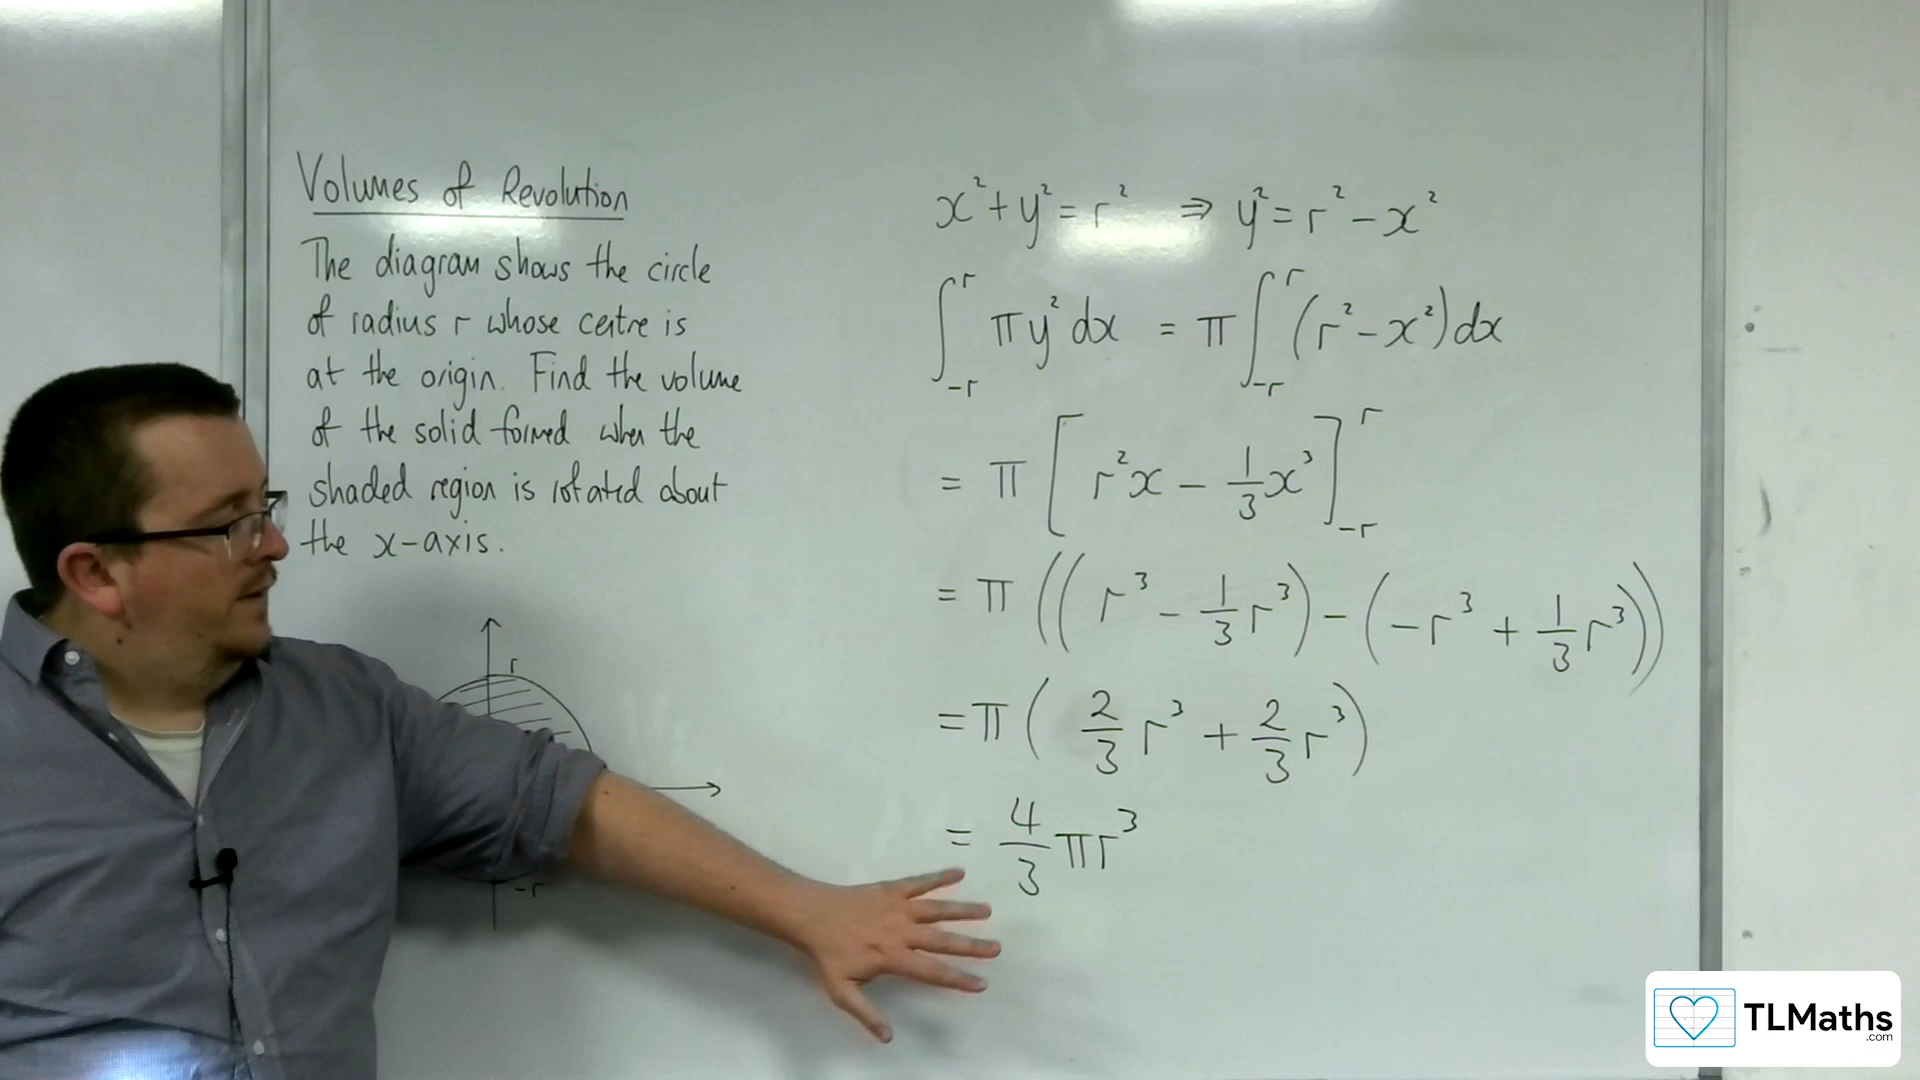 Volumes of Revolution
The diagram shows the circle
of radius r whose centre is
at the origin. Find the volume
of the solid formed when the
shaded region is rotated about
the x-axis.
r
-r
x² + y² = r² ⇒ y² = r² - x²
∫_{-r}^{r} πy² dx = π∫_{-r}^{r} (r² - x²) dx
= π[r²x - 1/3 x³]_{-r}^{r}
= π((r³ - 1/3 r³) - (-r³ + 1/3 r³))
= π(2/3 r³ + 2/3 r³)
= 4/3 πr³
TLMaths
.com